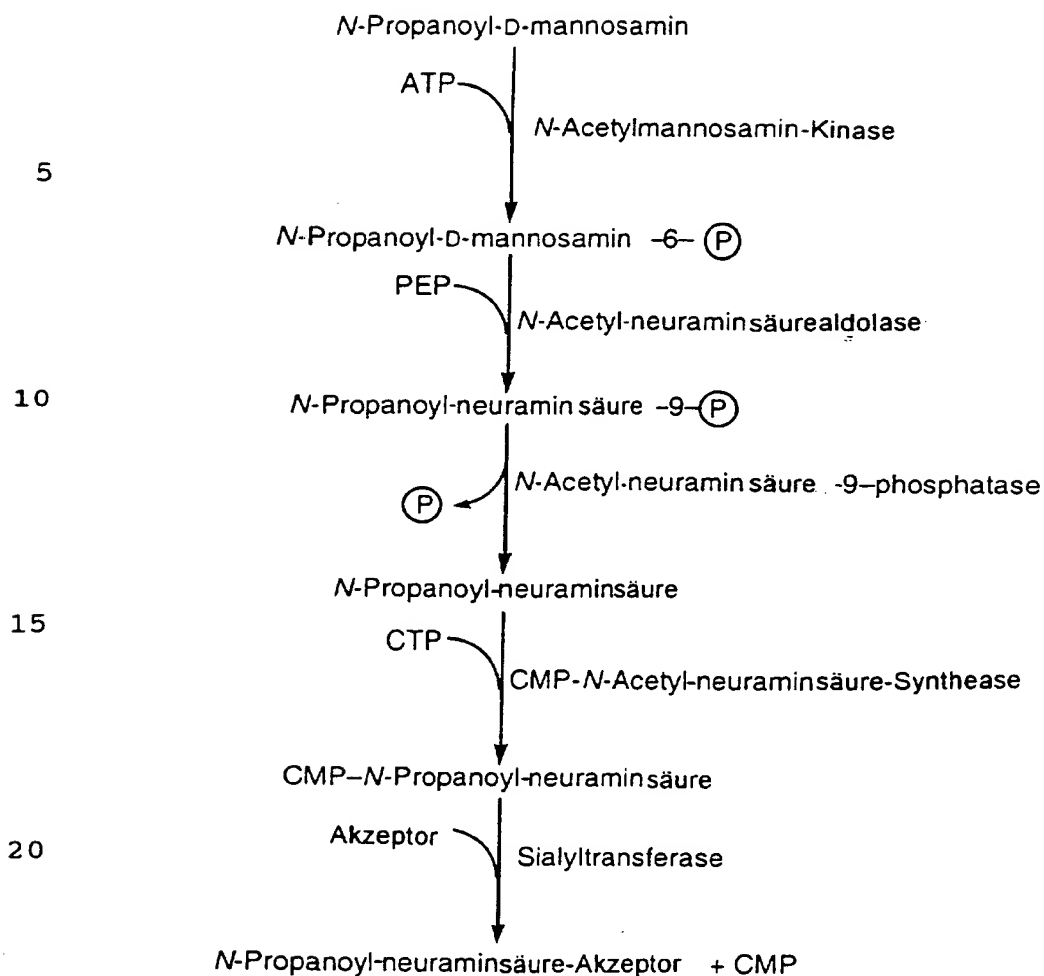 N-Propanoyl-D-mannosamin
ATP
N-Acetylmannosamin-Kinase
5
N-Propanoyl-D-mannosamin -6- P
PEP
N-Acetyl-neuraminsäurealdolase
10
N-Propanoyl-neuraminsäure -9-P
N-Acetyl-neuraminsäure -9-phosphatase
P
N-Propanoyl-neuraminsäure
15
CTP
CMP-N-Acetyl-neuraminsäure-Synthease
CMP-N-Propanoyl-neuraminsäure
Akzeptor
20
Sialyltransferase
N-Propanoyl-neuraminsäure-Akzeptor + CMP